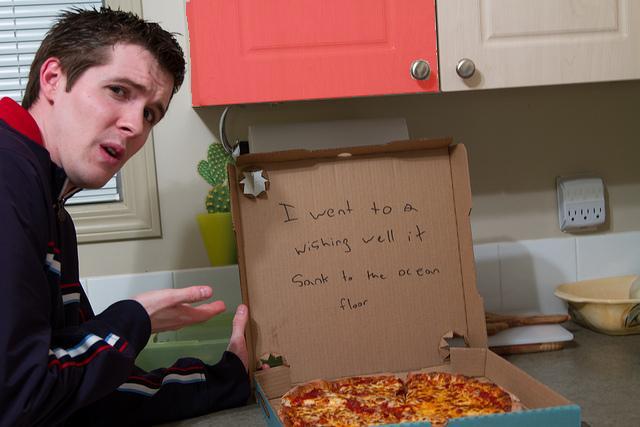 I went to a
wishing well it
Sank to the ocean
floor